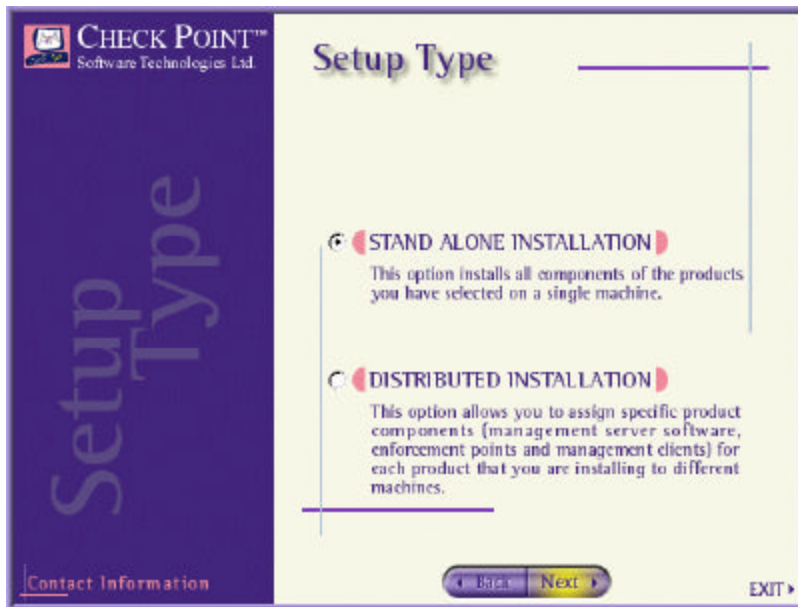 CHECK POINT™
Software Technologies Ltd.
Setup Type
Setup
Type
STAND ALONE INSTALLATION
This option installs all components of the products
you have selected on a single machine.
DISTRIBUTED INSTALLATION
This option allows you to assign specific product
components (management server software,
enforcement points and management clients) for
each product that you are installing to different
machines.
Contact Information
Back
Next
EXIT